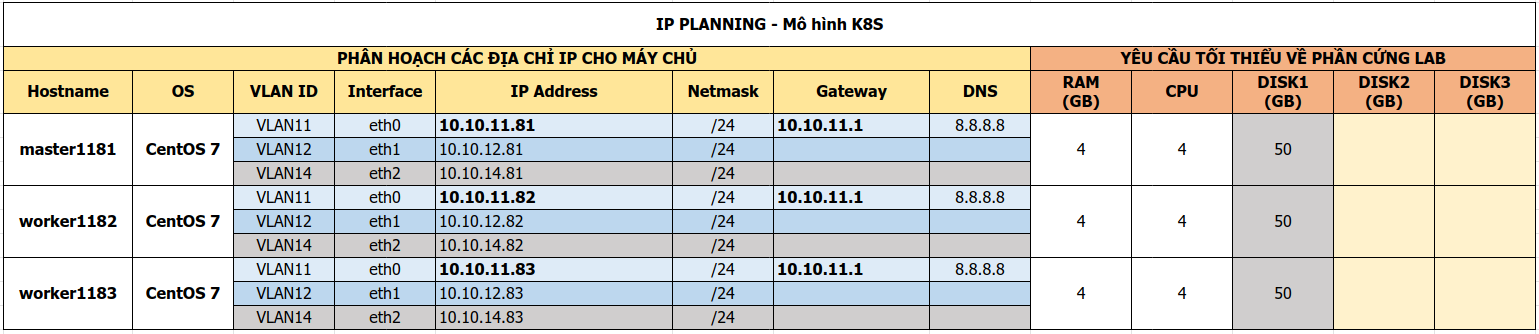 IP PLANNING - Mô hình K8S
PHÂN HOẠCH CÁC ĐỊA CHỈ IP CHO MÁY CHỦ YÊU CẦU TỐI THIỂU VỀ PHẦN CỨNG LAB
Hostname OS VLAN ID Interface IP Address Netmask Gateway DNS RAM (GB) CPU DISK1 (GB) DISK2 (GB) DISK3 (GB)
VLAN11 eth0 10.10.11.81 /24 10.10.11.1 8.8.8.8
master1181 CentOS 7 VLAN12 eth1 10.10.12.81 /24 4 4 50
VLAN14 eth2 10.10.14.81 /24
VLAN11 eth0 10.10.11.82 /24 10.10.11.1 8.8.8.8
worker1182 CentOS 7 VLAN12 eth1 10.10.12.82 /24 4 4 50
VLAN14 eth2 10.10.14.82 /24
VLAN11 eth0 10.10.11.83 /24 10.10.11.1 8.8.8.8
worker1183 CentOS 7 VLAN12 eth1 10.10.12.83 /24 4 4 50
VLAN14 eth2 10.10.14.83 /24